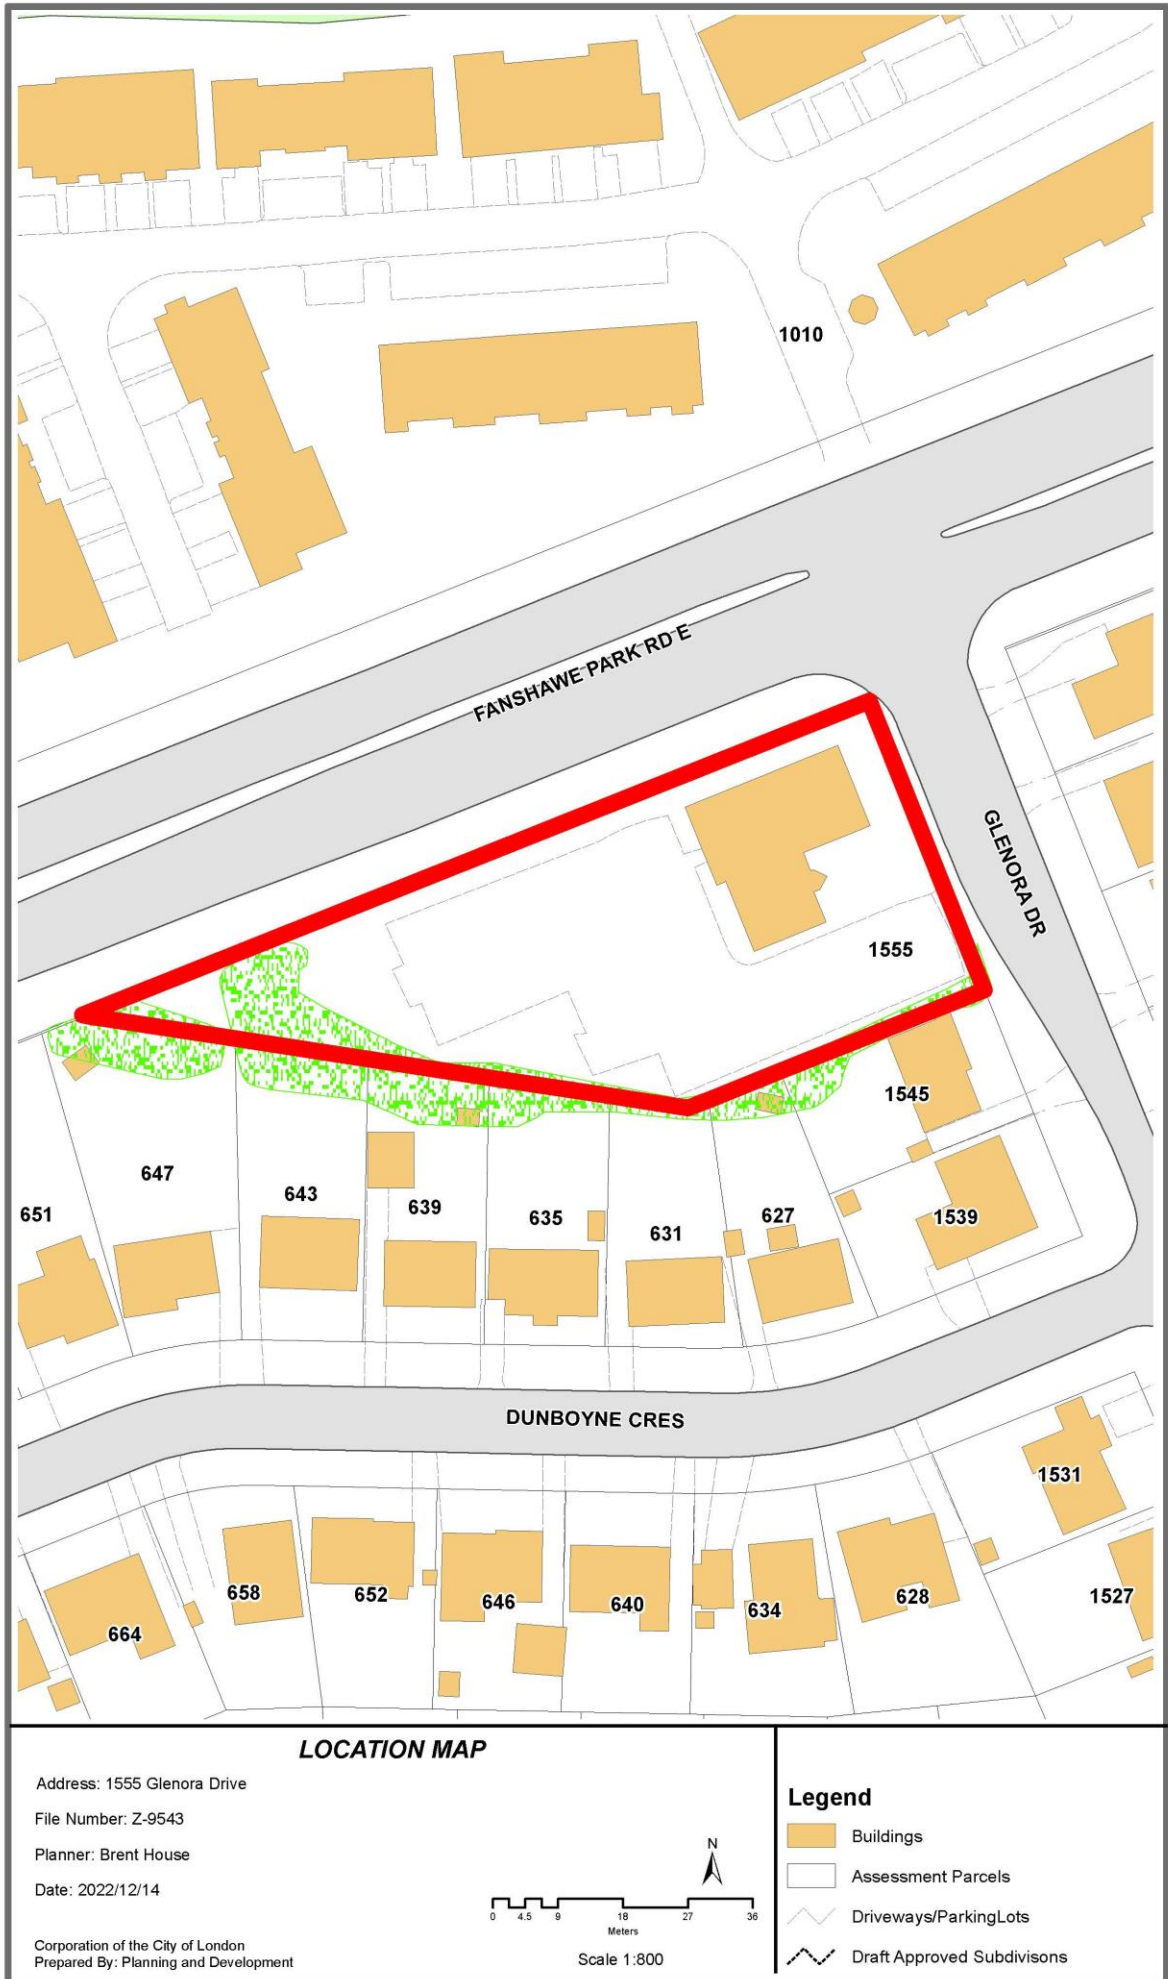 1010
FANSHAWE PARK RD E
GLENORA DR
1555
1545
647
643
639
635
631
627
1539
651
DUNBOYNE CRES
1531
658
652
646
640
634
628
1527
664
LOCATION MAP
Address: 1555 Glenora Drive
File Number: Z-9543
Planner: Brent House
Date: 2022/12/14
Corporation of the City of London
Prepared By: Planning and Development
N
0 4.5 9 18 27 36
Meters
Scale 1:800
Legend
Buildings
Assessment Parcels
Driveways/ParkingLots
Draft Approved Subdivisons